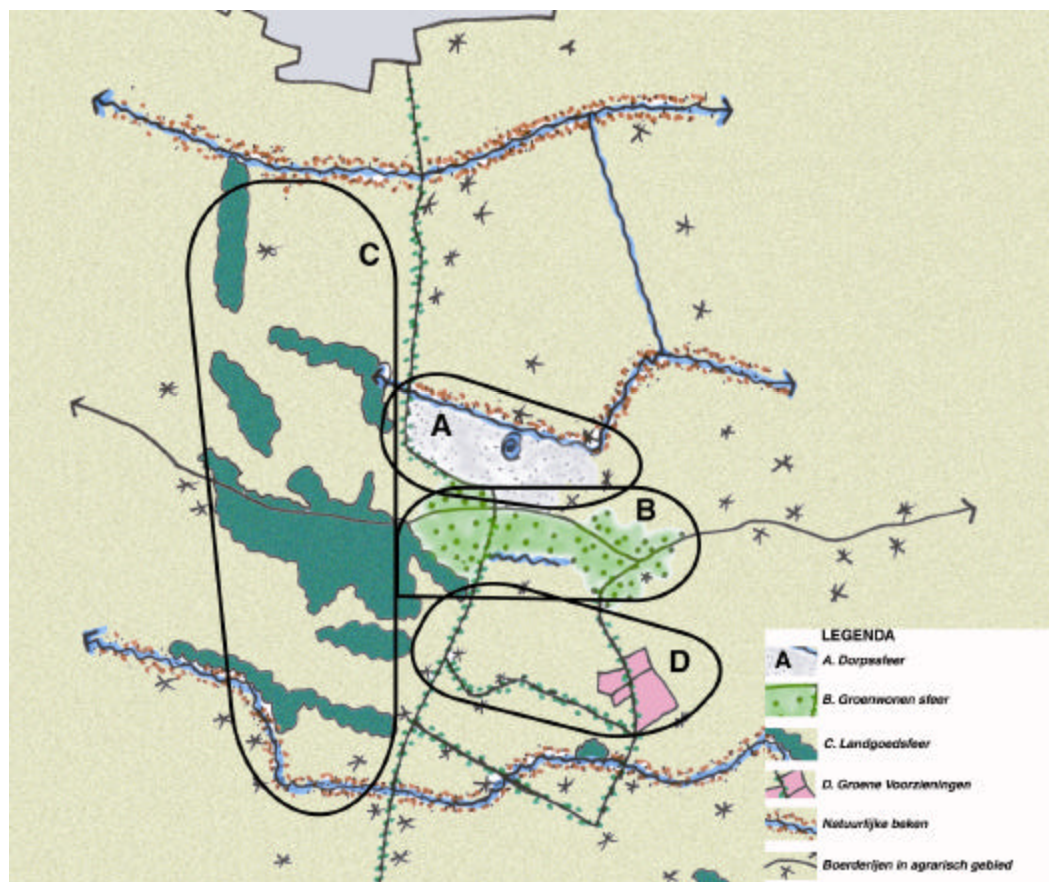 C
A
B
D
LEGENDA
A A. Dorpssfeer
B. Groenwonen sfeer
C. Landgoedsfeer
D. Groene Voorzieningen
Natuurlijke beken
Boerderijen in agrarisch gebied